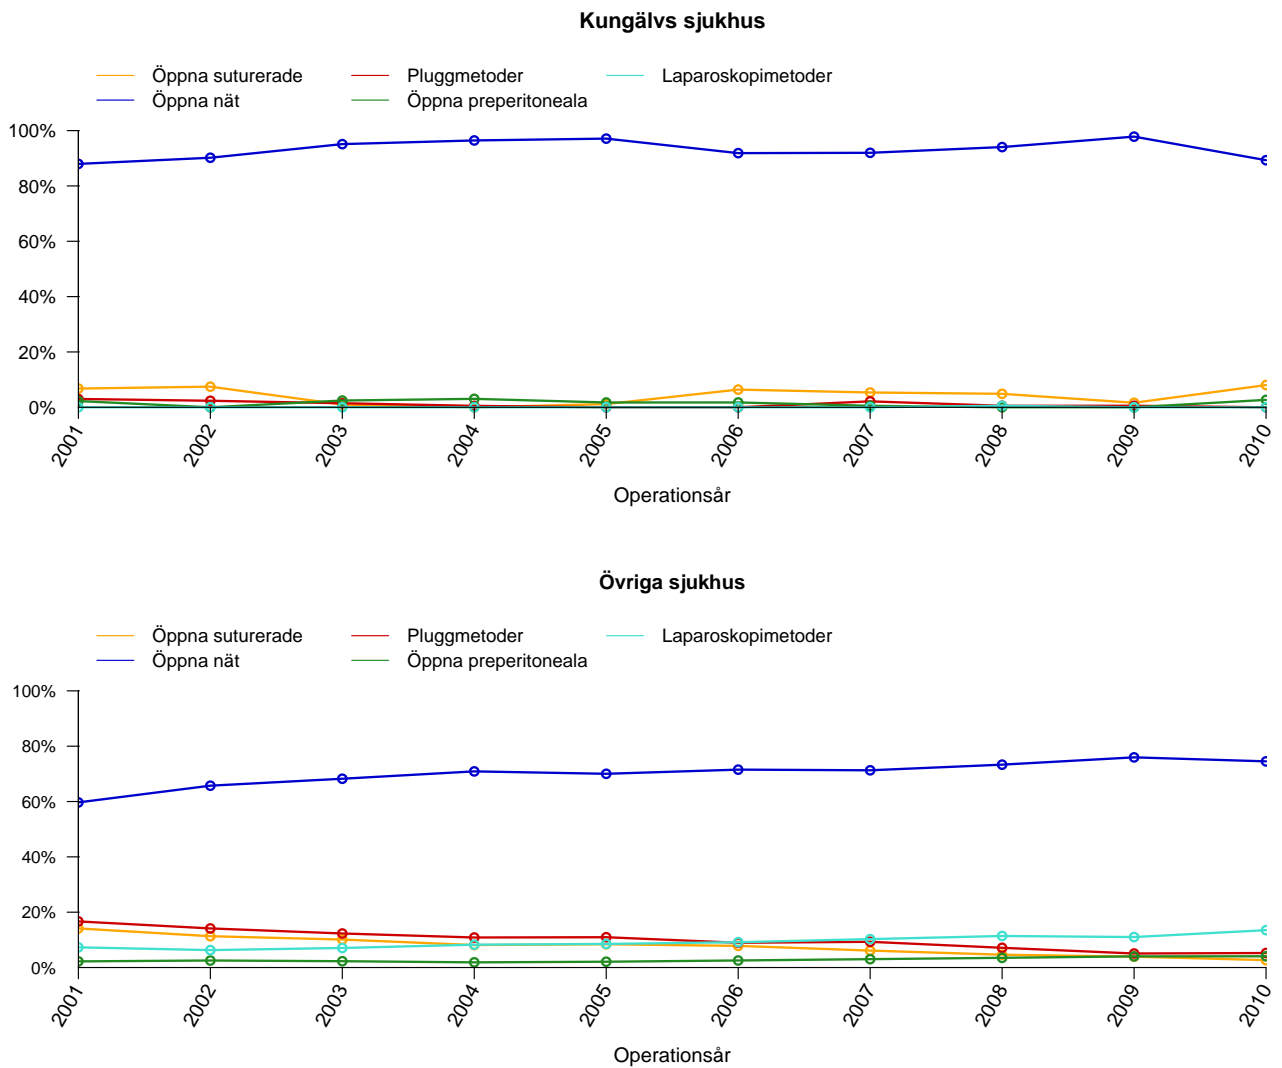 Kungälvs sjukhus
Öppna suturerade Pluggmetoder Laparoskopimetoder
Öppna nät Öppna preperitoneala
100%
80%
60%
40%
20%
0%
2001 2002 2003 2004 2005 2006 2007 2008 2009 2010
Operationsår
Övriga sjukhus
Öppna suturerade Pluggmetoder Laparoskopimetoder
Öppna nät Öppna preperitoneala
100%
80%
60%
40%
20%
0%
2001 2002 2003 2004 2005 2006 2007 2008 2009 2010
Operationsår